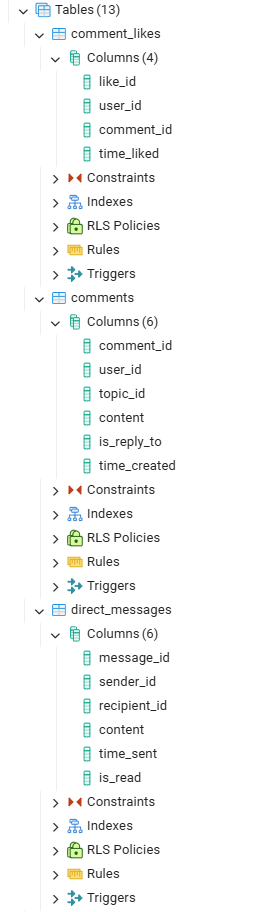 Tables (13)
comment_likes
Columns (4)
like_id
user_id
comment_id
time_liked
Constraints
Indexes
RLS Policies
Rules
Triggers
comments
Columns (6)
comment_id
user_id
topic_id
content
is_reply_to
time_created
Constraints
Indexes
RLS Policies
Rules
Triggers
direct_messages
Columns (6)
message_id
sender_id
recipient_id
content
time_sent
is_read
Constraints
Indexes
RLS Policies
Rules
Triggers